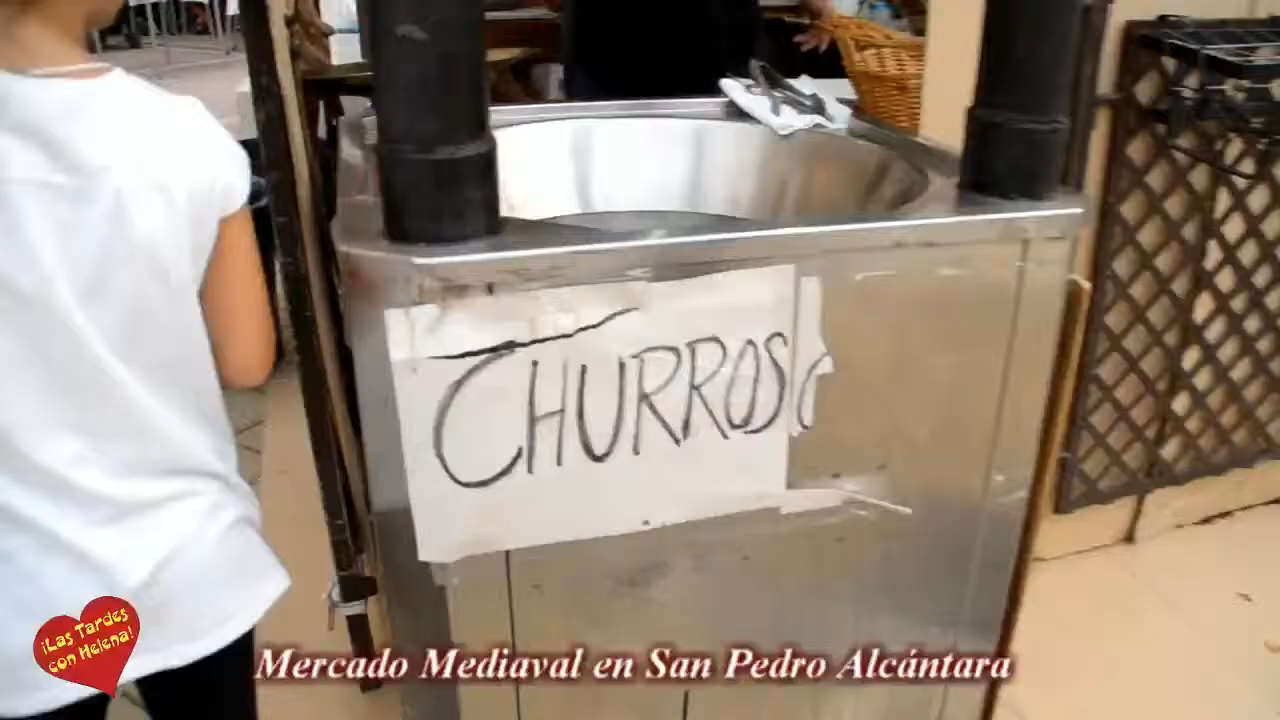 CHURROS
¡Las Tardes
con Helena!
Mercado Mediaval en San Pedro Alcántara